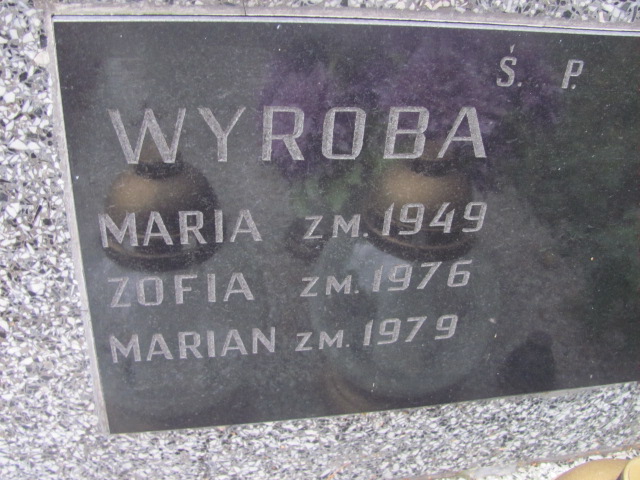 Ś. P.
WYROBA
MARIA ZM. 1949
ZOFIA ZM. 1976
MARIAN ZM. 1979